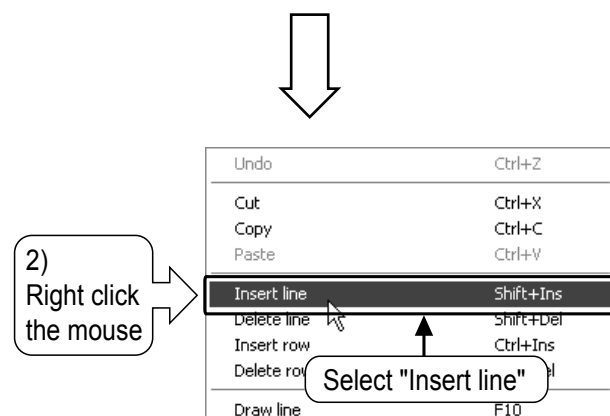 Undo Ctrl+Z
Cut Ctrl+X
Copy Ctrl+C
Paste Ctrl+V
2)
Right click
the mouse
Insert line Shift+Ins
Delete line Shift+Del
Insert row Ctrl+Ins
Delete
Select "Insert line"
Draw line F10